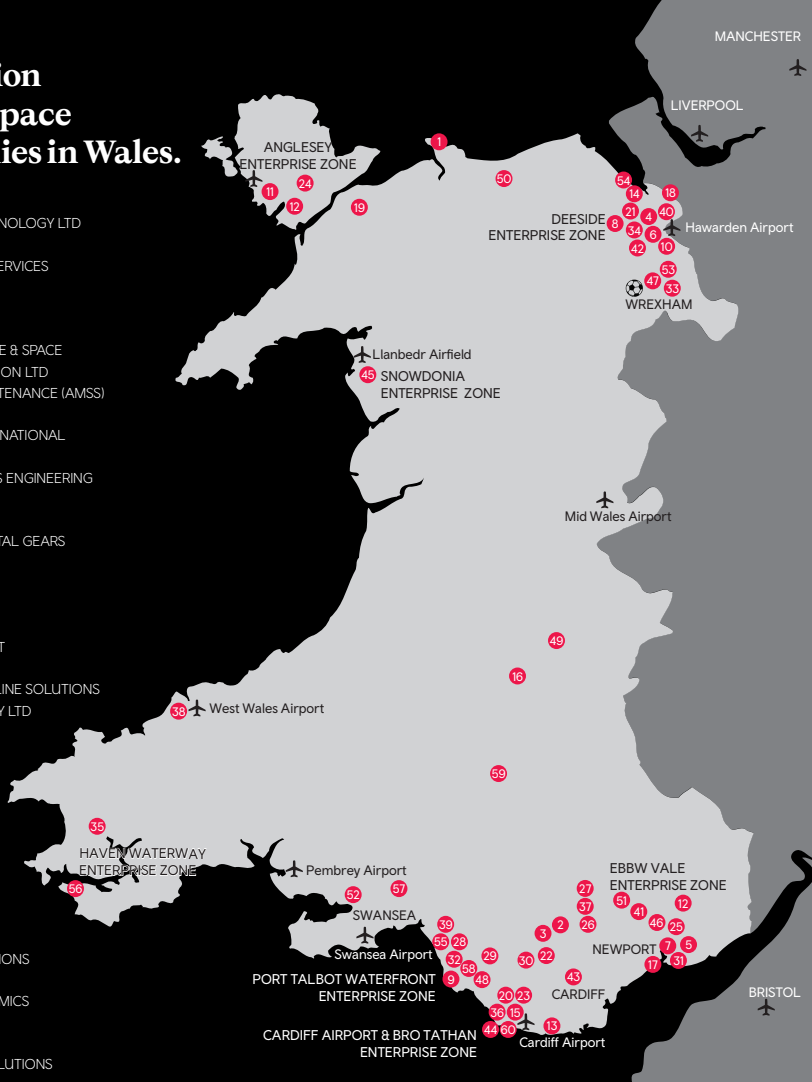 ion
pace
ies in Wales.
NOLOGY LTD
ERVICES
E & SPACE
ON LTD
TENANCE (AMSS)
NATIONAL
S ENGINEERING
TAL GEARS
T
LINE SOLUTIONS
Y LTD
IONS
MICS
LUTIONS
MANCHESTER
LIVERPOOL
ANGLESEY
ENTERPRISE ZONE
11
24
12
19
1
50
54
14
18
21
4
40
8
34
6
42
10
DEESIDE
ENTERPRISE ZONE
Hawarden Airport
53
47
33
WREXHAM
Llanbedr Airfield
45
SNOWDONIA
ENTERPRISE ZONE
Mid Wales Airport
49
16
38
West Wales Airport
59
35
HAVEN WATERWAY
ENTERPRISE ZONE
56
Pembrey Airport
52
57
SWANSEA
Swansea Airport
39
55
28
32
58
29
9
48
PORT TALBOT WATERFRONT
ENTERPRISE ZONE
EBBW VALE
ENTERPRISE ZONE
27
37
26
51
41
12
46
25
2
3
22
30
NEWPORT
7
5
17
31
43
CARDIFF
20
23
36
15
44
60
13
CARDIFF AIRPORT & BRO TATHAN
ENTERPRISE ZONE
Cardiff Airport
BRISTOL